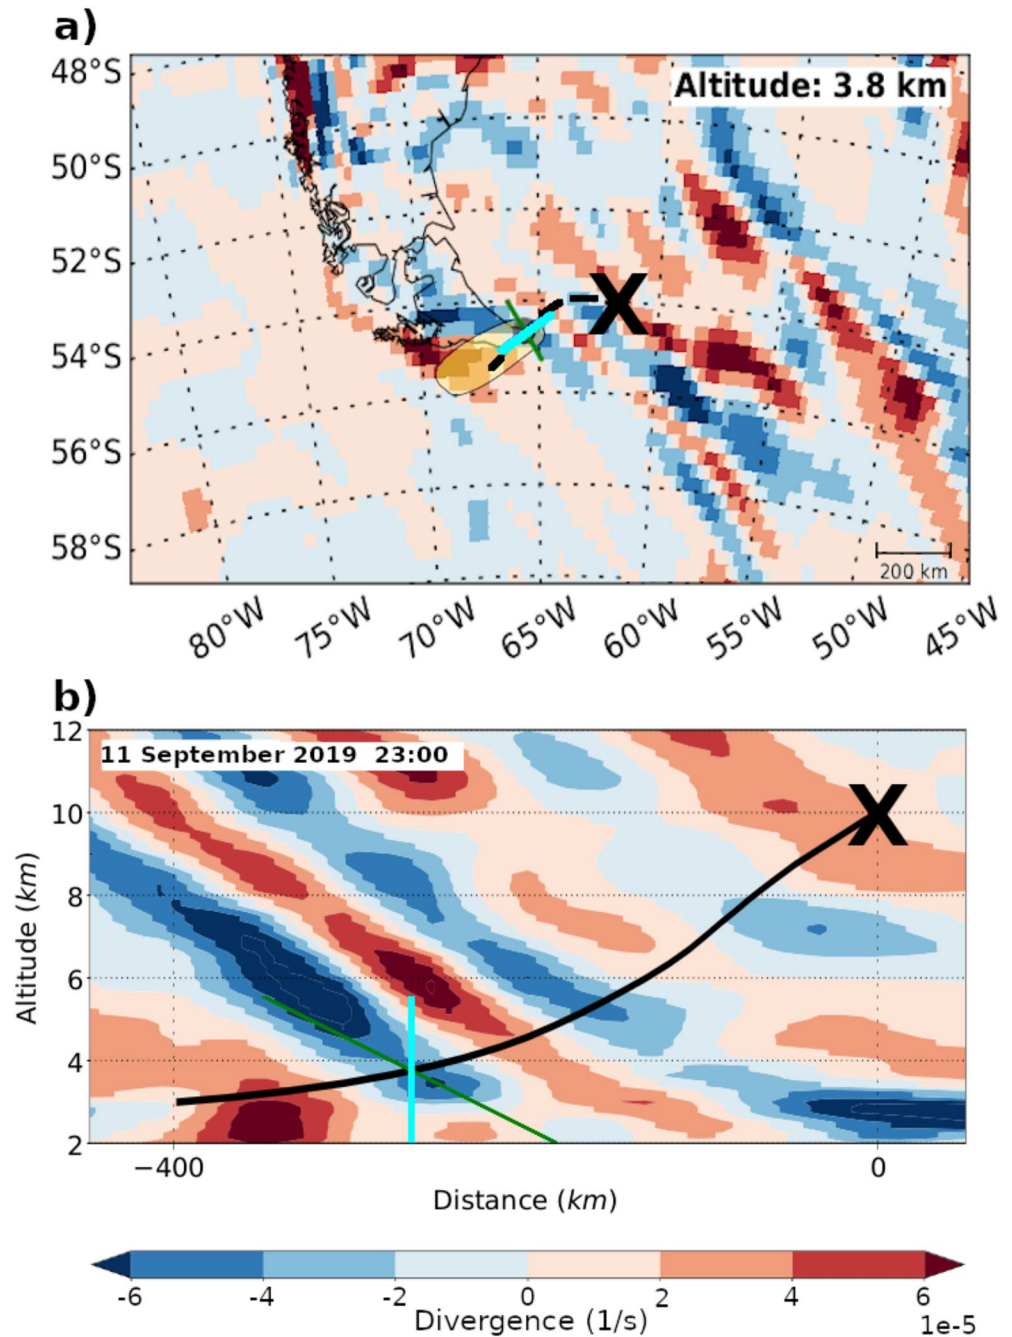 a)
Altitude: 3.8 km
48°S
50°S
52°S
54°S
56°S
58°S
X
200 km
80°W 75°W 70°W 65°W 60°W 55°W 50°W 45°W
b)
11 September 2019 23:00
12
10
8
6
4
2
Altitude (km)
X
−400 0
Distance (km)
-6 -4 -2 0 2 4 6
Divergence (1/s)
1e-5